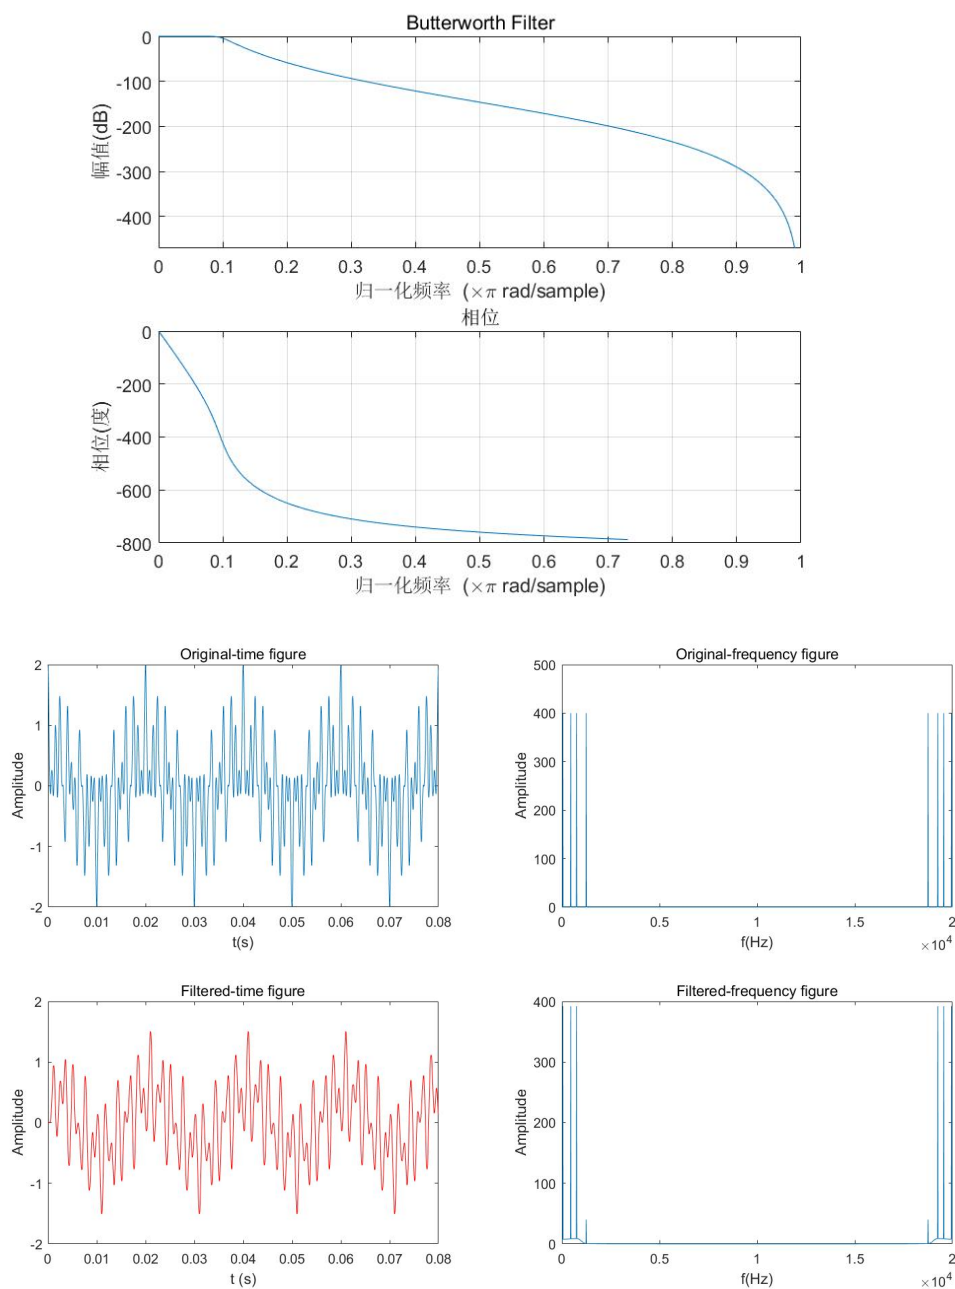 Butterworth Filter
0
-100
-200
-300
-400
幅值(dB)
0 0.1 0.2 0.3 0.4 0.5 0.6 0.7 0.8 0.9 1
归一化频率 (×π rad/sample)
相位
0
-200
-400
-600
-800
相位(度)
0 0.1 0.2 0.3 0.4 0.5 0.6 0.7 0.8 0.9 1
归一化频率 (×π rad/sample)
Original-time figure
2
1
0
-1
-2
Amplitude
0 0.01 0.02 0.03 0.04 0.05 0.06 0.07 0.08
t(s)
Original-frequency figure
500
400
300
200
100
0
Amplitude
0 0.5 1 1.5 2
×10⁴
f(Hz)
Filtered-time figure
2
1
0
-1
-2
Amplitude
0 0.01 0.02 0.03 0.04 0.05 0.06 0.07 0.08
t (s)
Filtered-frequency figure
400
300
200
100
0
Amplitude
0 0.5 1 1.5 2
×10⁴
f(Hz)